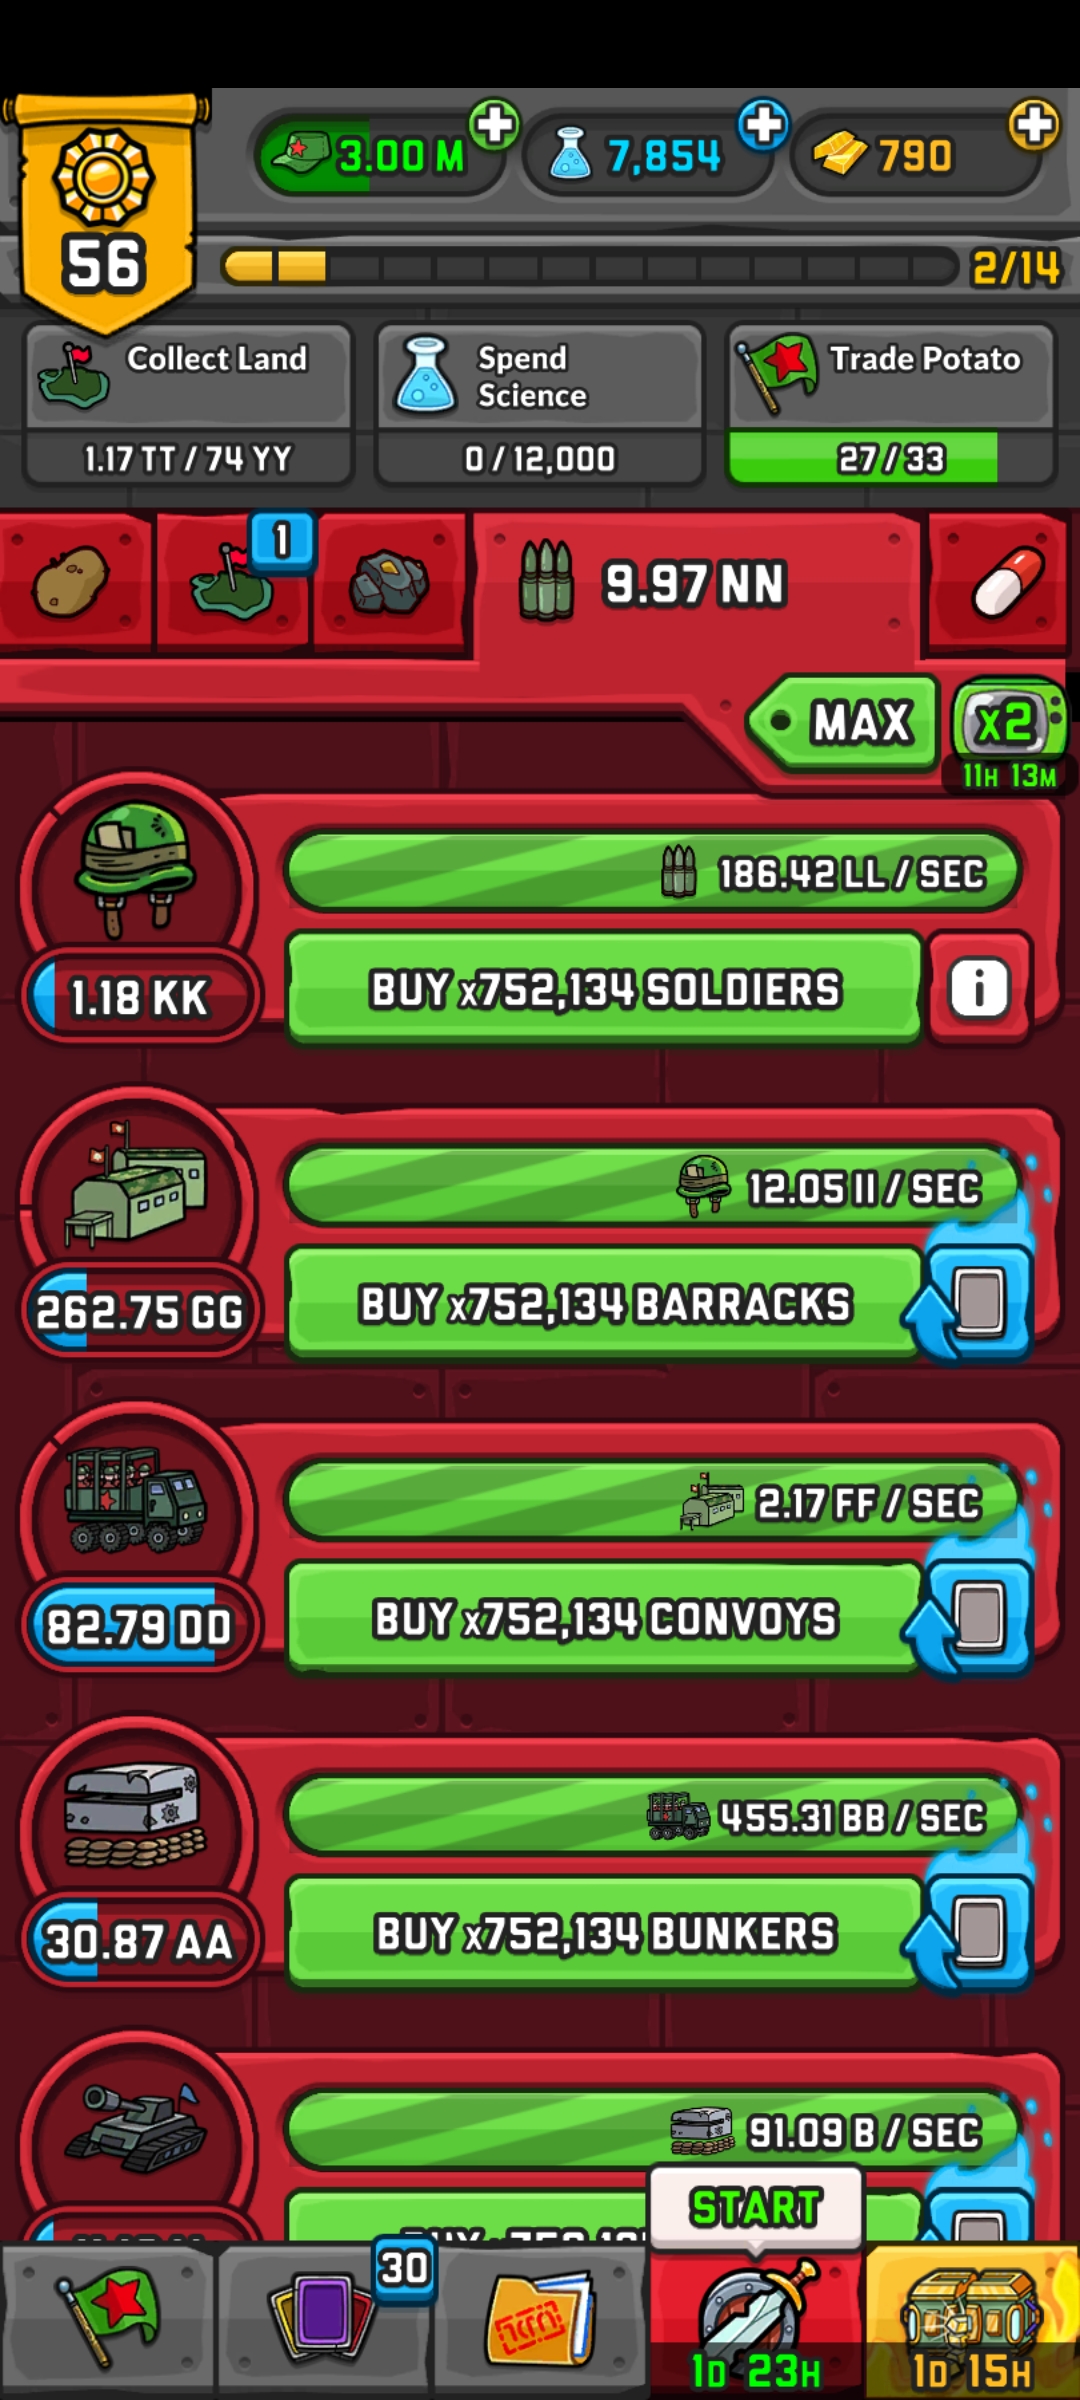 3.00 M
7,854
790
56
2/14
Collect Land
1.17 TT / 74 YY
Spend
Science
0 / 12,000
Trade Potato
27 / 33
1
9.97 NN
MAX
x2
11H 13M
186.42 LL / SEC
1.18 KK
BUY x752,134 SOLDIERS
i
12.05 II / SEC
262.75 GG
BUY x752,134 BARRACKS
2.17 FF / SEC
82.79 DD
BUY x752,134 CONVOYS
455.31 BB / SEC
30.87 AA
BUY x752,134 BUNKERS
91.09 B / SEC
START
30
1D 23H
1D 15H